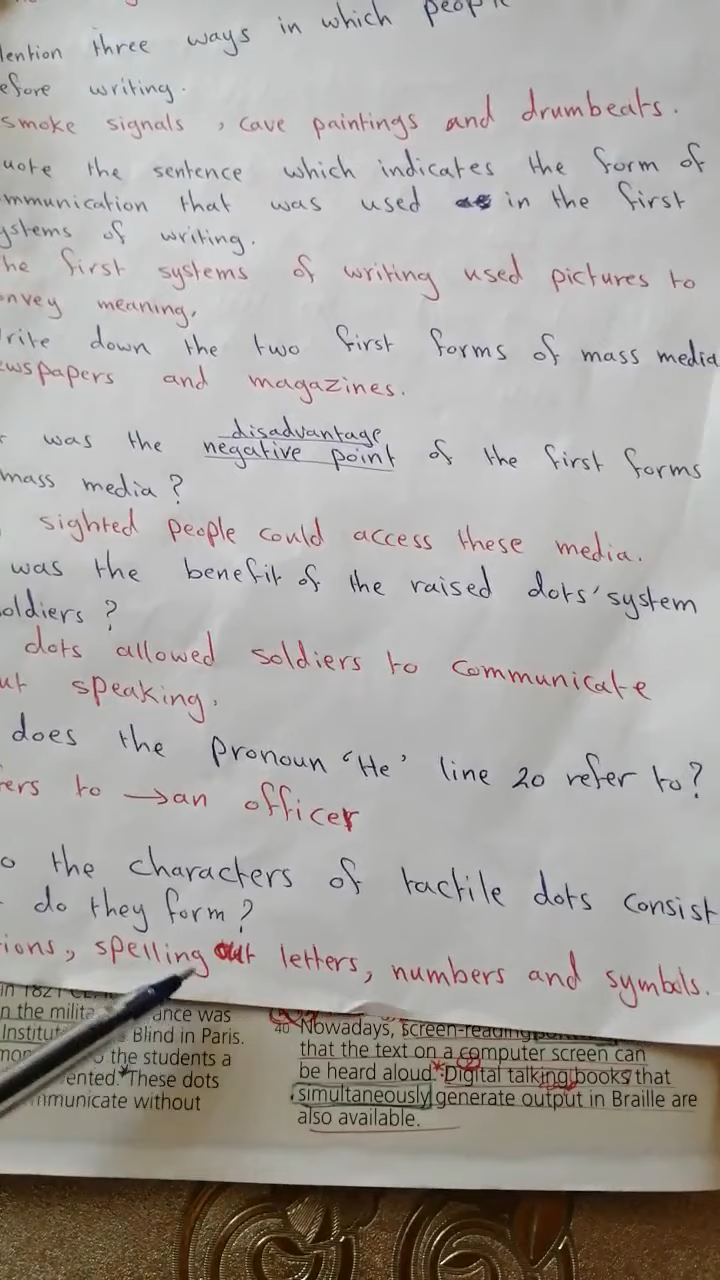 lention three ways in which people
efore writing.
smoke signals, cave paintings and drumbeats.
uote the sentence which indicates the form of
mmunication that was used in the first
ystems of writing.
he first systems of writing used pictures to
onvey meaning.
rite down the two first forms of mass media
ewspapers and magazines.
disadvantage
was the negative point of the first forms
mass media?
sighted people could access these media.
was the benefit of the raised dots' system
oldiers?
dots allowed soldiers to communicate
ut speaking.
does the pronoun 'He' line 20 refer to?
ers to →an officer
o the characters of tactile dots consist
do they form?
ions, spelling out letters, numbers and symbols.
in 1821
n the milita ance was
Institut Blind in Paris.
the students a
ented. These dots
mmunicate without
40 Nowadays, screen-reading
that the text on a computer screen can
be heard aloud. Digital talking books that
simultaneously generate output in Braille are
also available.